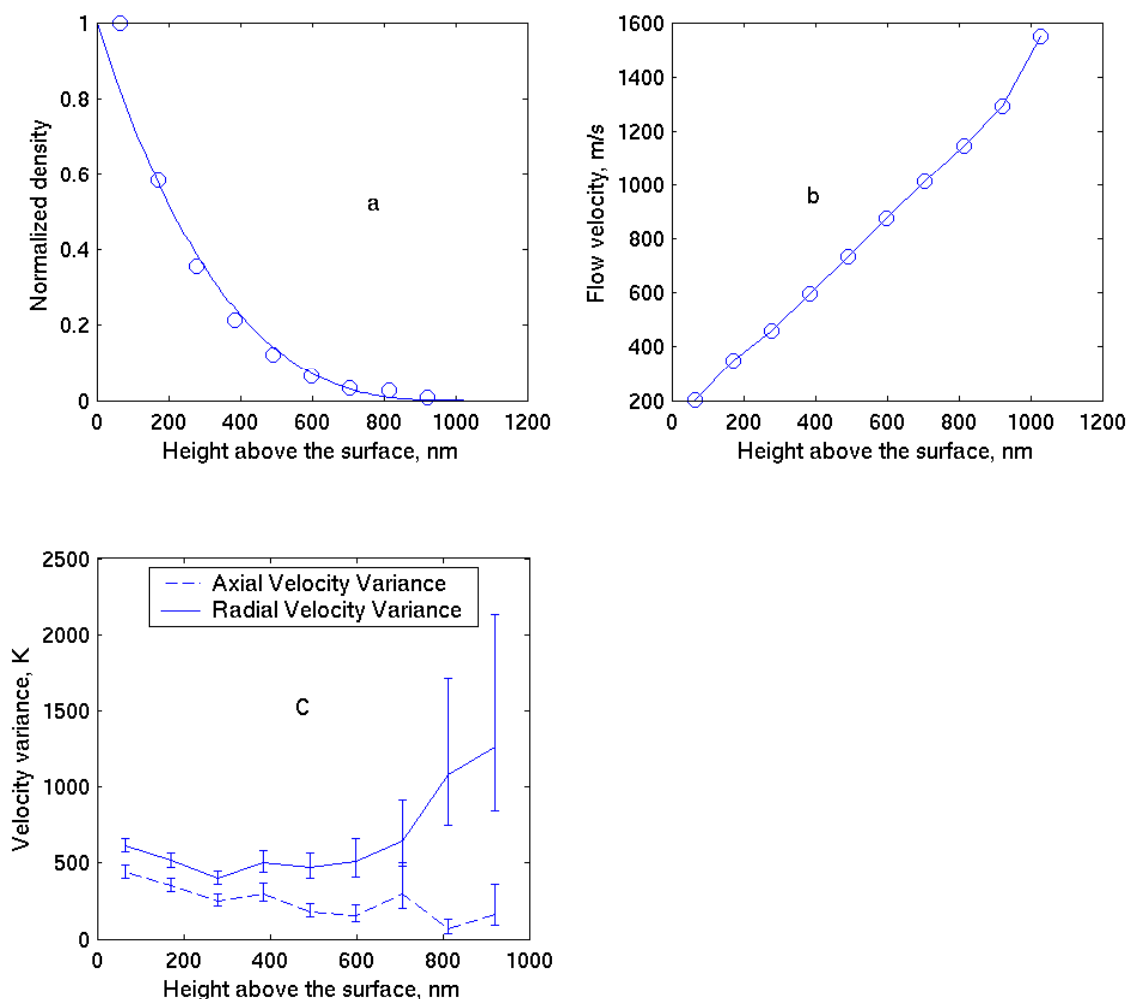 1
0.8
0.6
0.4
0.2
0
Normalized density
a
0 200 400 600 800 1000 1200
Height above the surface, nm
1600
1400
1200
1000
800
600
400
200
Flow velocity, m/s
b
0 200 400 600 800 1000 1200
Height above the surface, nm
2500
2000
1500
1000
500
0
Velocity variance, K
Axial Velocity Variance
Radial Velocity Variance
C
0 200 400 600 800 1000
Height above the surface, nm